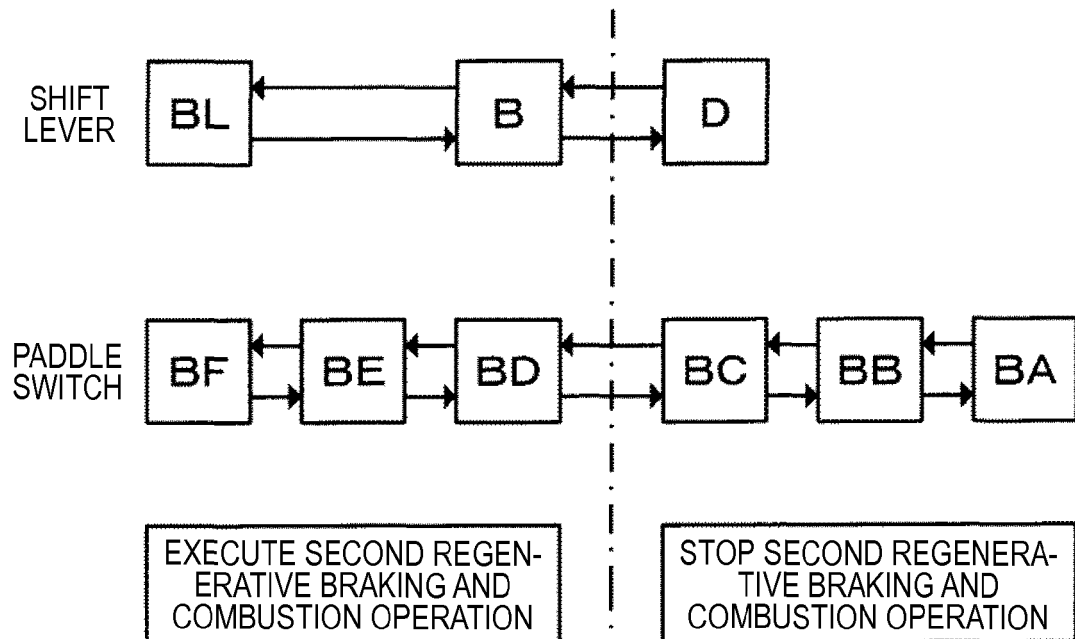 SHIFT
LEVER
BL
B
D
PADDLE
SWITCH
BF
BE
BD
BC
BB
BA
EXECUTE SECOND REGEN-
ERATIVE BRAKING AND
COMBUSTION OPERATION
STOP SECOND REGENERA-
TIVE BRAKING AND
COMBUSTION OPERATION